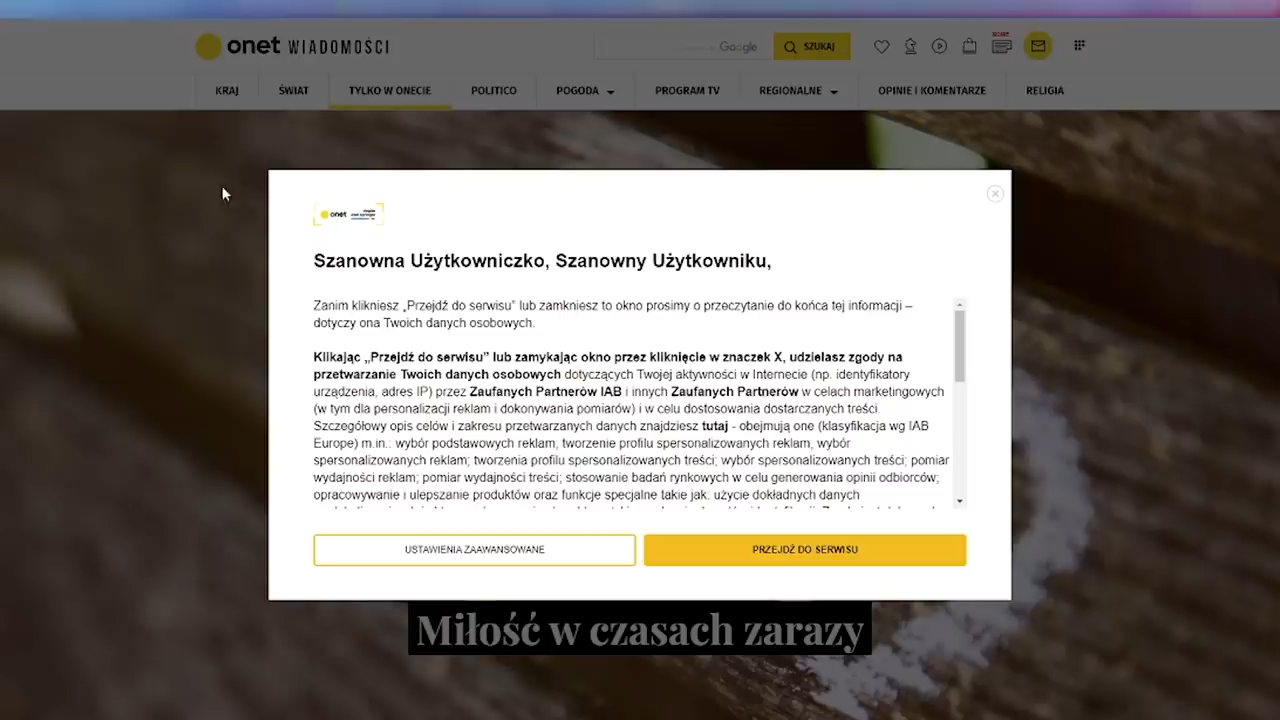 onet WIADOMOŚCI
Google
SZUKAJ
KRAJ
ŚWIAT
TYLKO W ONECIE
POLITICO
POGODA
PROGRAM TV
REGIONALNE
OPINIE I KOMENTARZE
RELIGIA
onet
Szanowna Użytkowniczko, Szanowny Użytkowniku,
Zanim klikniesz „Przejdź do serwisu” lub zamkniesz to okno prosimy o przeczytanie do końca tej informacji –
dotyczy ona Twoich danych osobowych.
Klikając „Przejdź do serwisu” lub zamykając okno przez kliknięcie w znaczek X, udzielasz zgody na
przetwarzanie Twoich danych osobowych dotyczących Twojej aktywności w Internecie (np. identyfikatory
urządzenia, adres IP) przez Zaufanych Partnerów IAB i innych Zaufanych Partnerów w celach marketingowych
(w tym dla personalizacji reklam i dokonywania pomiarów) i w celu dostosowania dostarczanych treści.
Szczegółowy opis celów i zakresu przetwarzanych danych znajdziesz tutaj - obejmują one (klasyfikacja wg IAB
Europe) m.in.: wybór podstawowych reklam; tworzenie profilu spersonalizowanych reklam; wybór
spersonalizowanych reklam; tworzenia profilu spersonalizowanych treści; wybór spersonalizowanych treści; pomiar
wydajności reklam; pomiar wydajności treści; stosowanie badań rynkowych w celu generowania opinii odbiorców;
opracowywanie i ulepszanie produktów oraz funkcje specjalne takie jak: użycie dokładnych danych
USTAWIENIA ZAAWANSOWANE
PRZEJDŹ DO SERWISU
Miłość w czasach zarazy